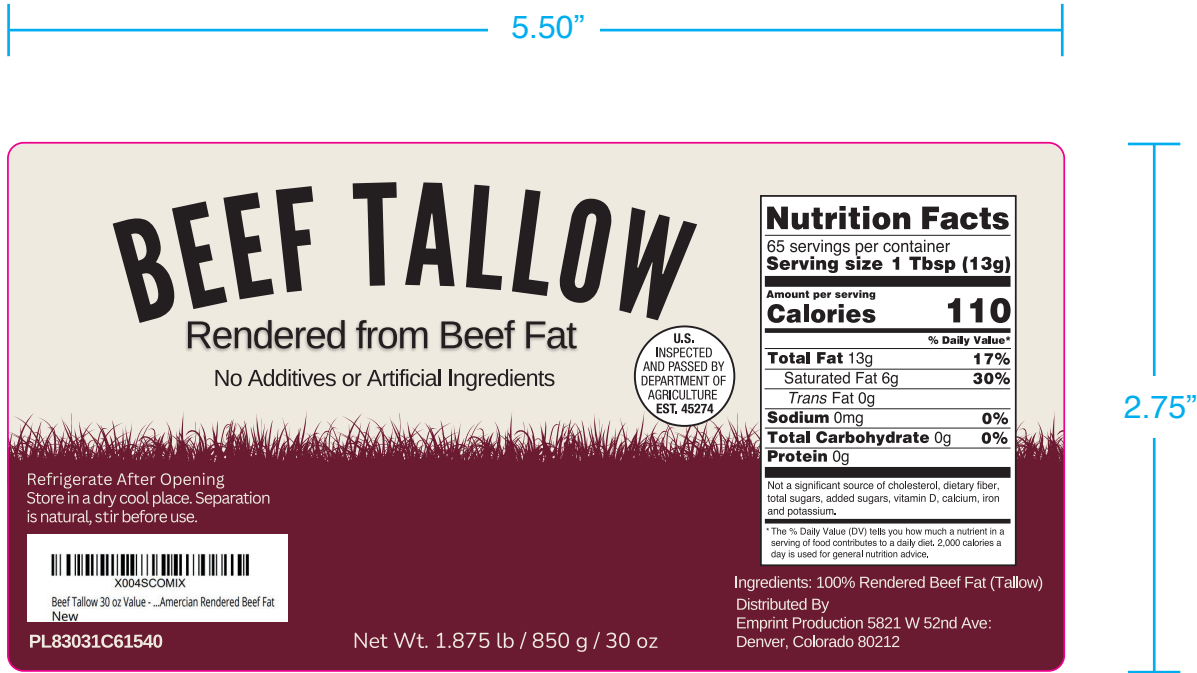 5.50”
BEEF TALLOW
Rendered from Beef Fat
No Additives or Artificial Ingredients
U.S.
INSPECTED
AND PASSED BY
DEPARTMENT OF
AGRICULTURE
EST. 45274
Refrigerate After Opening
Store in a dry cool place. Separation
is natural, stir before use.
X004SCOMIX
Beef Tallow 30 oz Value - ...Amercian Rendered Beef Fat
New
PL83031C61540
Net Wt. 1.875 lb / 850 g / 30 oz
Nutrition Facts
65 servings per container
Serving size 1 Tbsp (13g)
Amount per serving
Calories 110
% Daily Value*
Total Fat 13g 17%
Saturated Fat 6g 30%
Trans Fat 0g
Sodium 0mg 0%
Total Carbohydrate 0g 0%
Protein 0g
Not a significant source of cholesterol, dietary fiber,
total sugars, added sugars, vitamin D, calcium, iron
and potassium.
* The % Daily Value (DV) tells you how much a nutrient in a
serving of food contributes to a daily diet. 2,000 calories a
day is used for general nutrition advice.
Ingredients: 100% Rendered Beef Fat (Tallow)
Distributed By
Emprint Production 5821 W 52nd Ave:
Denver, Colorado 80212
2.75”